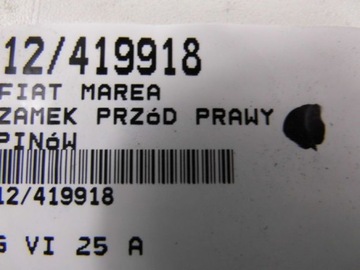 12/419918
FIAT MAREA
ZAMEK PRZÓD PRAWY
PINÓW
12/419918
G VI 25 A